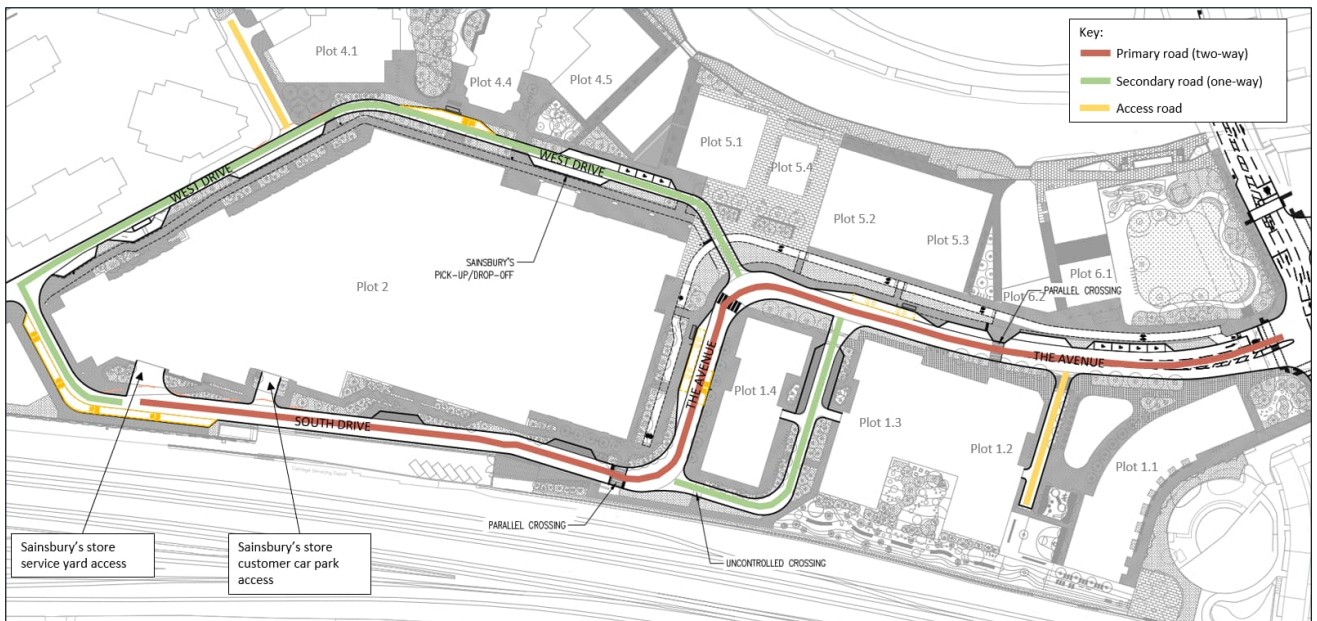 Key:
Primary road (two-way)
Secondary road (one-way)
Access road
Plot 4.1
Plot 4.4
Plot 4.5
Plot 5.1
Plot 5.4
Plot 5.2
Plot 5.3
Plot 6.1
Plot 6.2
PARALLEL CROSSING
WEST DRIVE
WEST DRIVE
SAINSBURY'S
PICK-UP/DROP-OFF
Plot 2
THE AVENUE
THE AVENUE
Plot 1.4
Plot 1.3
Plot 1.2
Plot 1.1
SOUTH DRIVE
PARALLEL CROSSING
UNCONTROLLED CROSSING
Sainsbury's store
service yard access
Sainsbury's store
customer car park
access